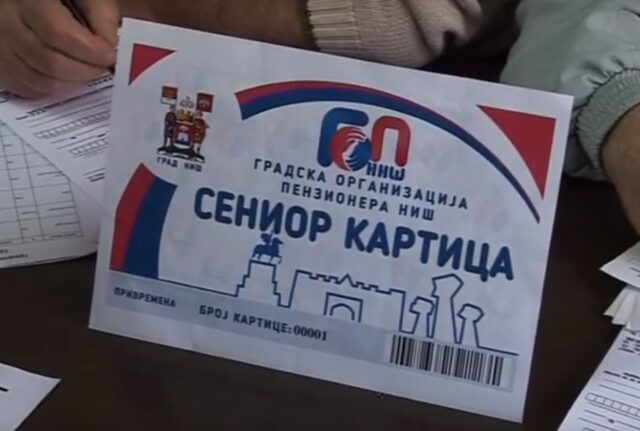 ГРАД НИШ
ГОП
НИШ
ГРАДСКА ОРГАНИЗАЦИЈА
ПЕНЗИОНЕРА НИШ
СЕНИОР КАРТИЦА
ПРИВРЕМЕНА
БРОЈ КАРТИЦЕ:00001